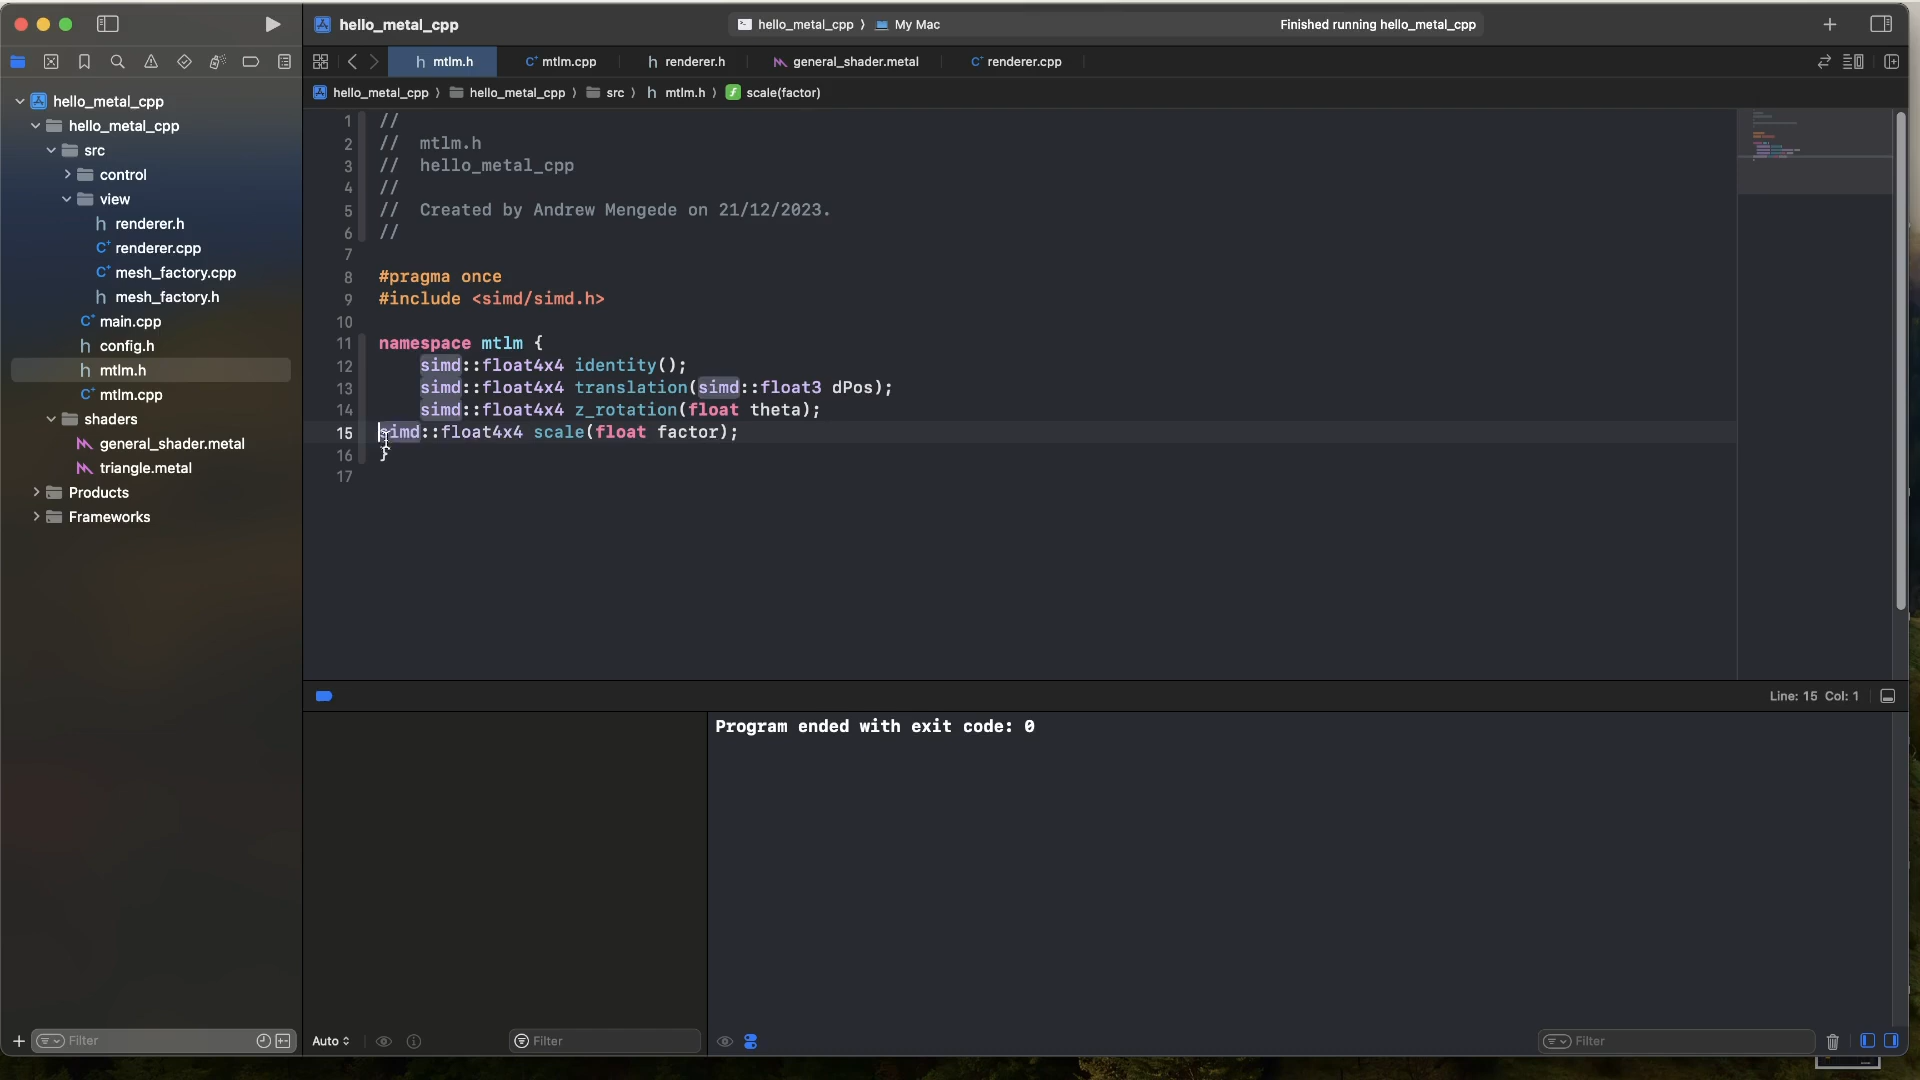 hello_metal_cpp
hello_metal_cpp 〉 My Mac
Finished running hello_metal_cpp
mtlm.h
mtlm.cpp
renderer.h
general_shader.metal
renderer.cpp
hello_metal_cpp 〉 hello_metal_cpp 〉 src 〉 h mtlm.h 〉 f scale(factor)
hello_metal_cpp
hello_metal_cpp
src
control
view
renderer.h
renderer.cpp
mesh_factory.cpp
mesh_factory.h
main.cpp
config.h
mtlm.h
mtlm.cpp
shaders
general_shader.metal
triangle.metal
Products
Frameworks
1 //
2 //  mtlm.h
3 //  hello_metal_cpp
4 //
5 //  Created by Andrew Mengede on 21/12/2023.
6 //
7
8 #pragma once
9 #include <simd/simd.h>
10
11 namespace mtlm {
12     simd::float4x4 identity();
13     simd::float4x4 translation(simd::float3 dPos);
14     simd::float4x4 z_rotation(float theta);
15 simd::float4x4 scale(float factor);
16 }
17
Line: 15 Col: 1
Program ended with exit code: 0
Filter
Auto
Filter
Filter